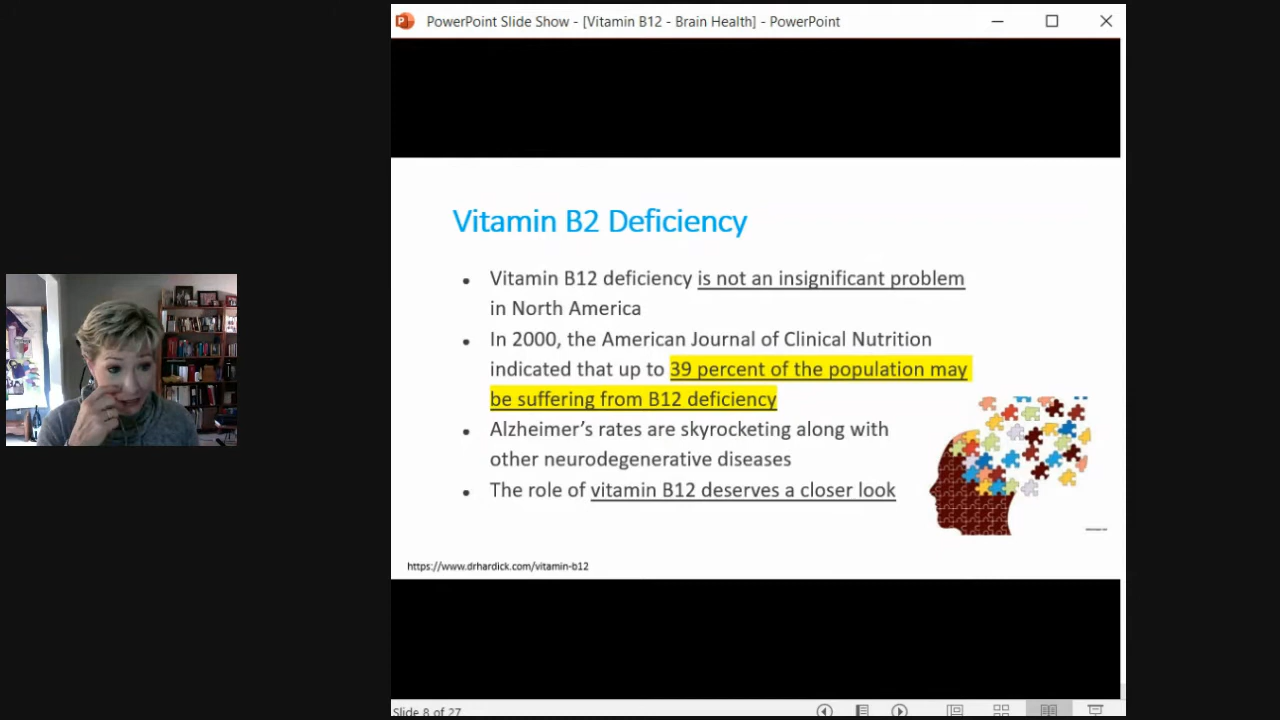 PowerPoint Slide Show - [Vitamin B12 - Brain Health] - PowerPoint
Vitamin B2 Deficiency
Vitamin B12 deficiency is not an insignificant problem
in North America
In 2000, the American Journal of Clinical Nutrition
indicated that up to 39 percent of the population may
be suffering from B12 deficiency
Alzheimer’s rates are skyrocketing along with
other neurodegenerative diseases
The role of vitamin B12 deserves a closer look
https://www.drhardick.com/vitamin-b12
Slide 8 of 27